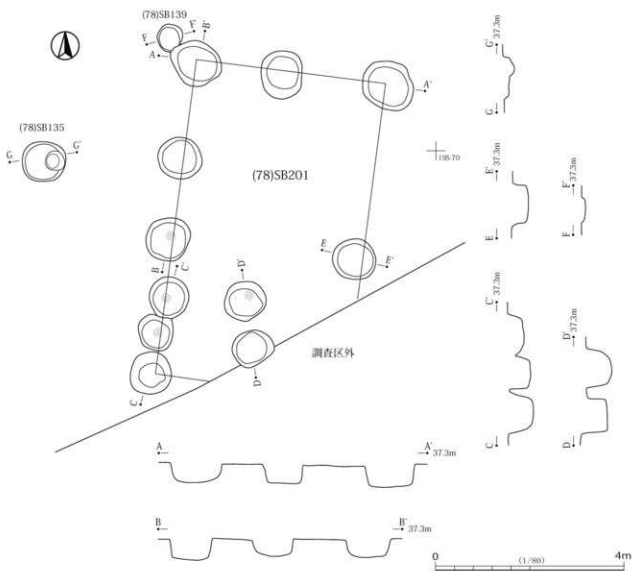 (78)SB139
F
F'
B'
A
A'
(78)SB135
G
G'
195-70
(78)SB201
B
C'
D'
E
E'
調査区外
D
C
G'
37.3m
G
E'
37.3m
E
F'
37.3m
F
C'
37.3m
C
D'
37.3m
D
A
A'
37.3m
B
B'
37.3m
0
(1/80)
4m